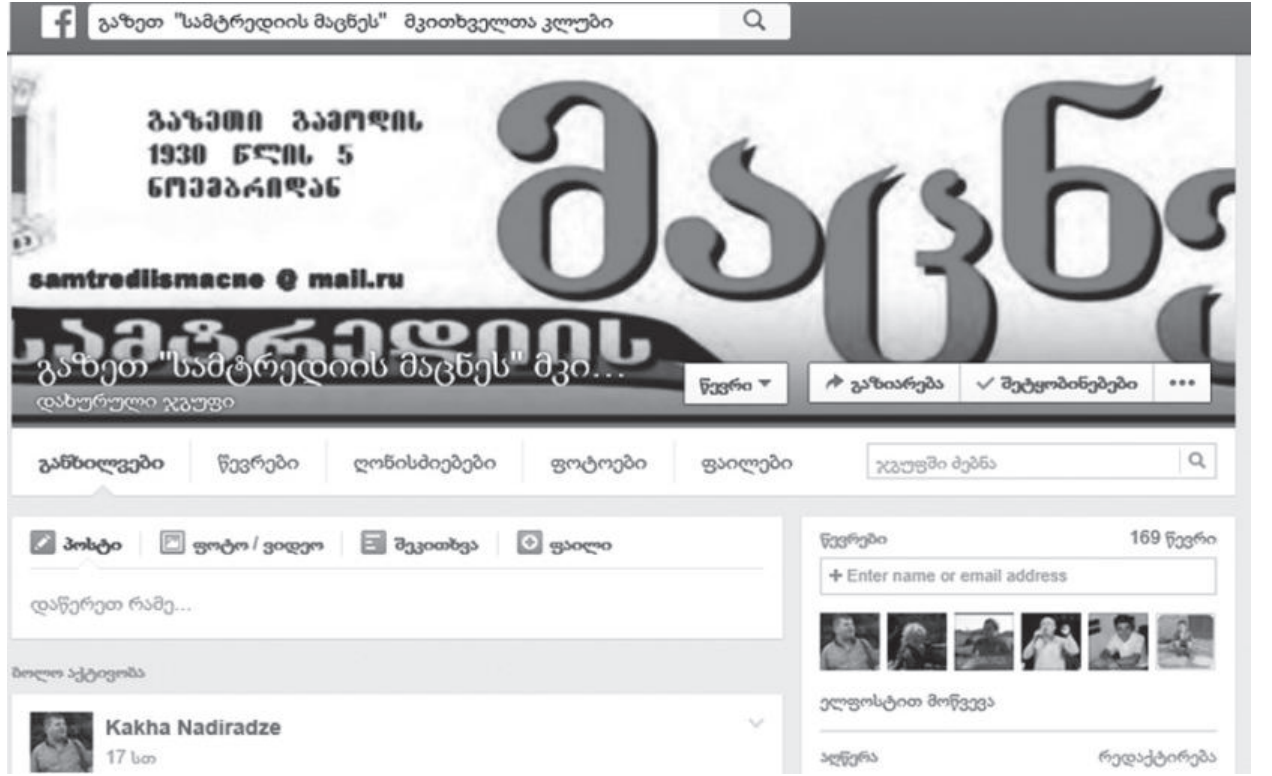 გაზეთ "სამტრედიის მაცნეს" მკითხველთა კლუბი
გაზეთი გამოდის
1930 წლის 5
ნოემბრიდან
მაცნე
samtrediismacne @ mail.ru
სამტრედიის
გაზეთ "სამტრედიის მაცნეს" მკი...
დახურული ჯგუფი
წევრი
გაზიარება
შეტყობინებები
განხილვები
წევრები
ღონისძიებები
ფოტოები
ფაილები
ჯგუფში ძებნა
პოსტი
ფოტო / ვიდეო
შეკითხვა
ფაილი
დაწერეთ რამე...
ბოლო აქტივობა
Kakha Nadiradze
17 სთ
წევრები 169 წევრი
+ Enter name or email address
ელფოსტით მოწვევა
აღწერა რედაქტირება